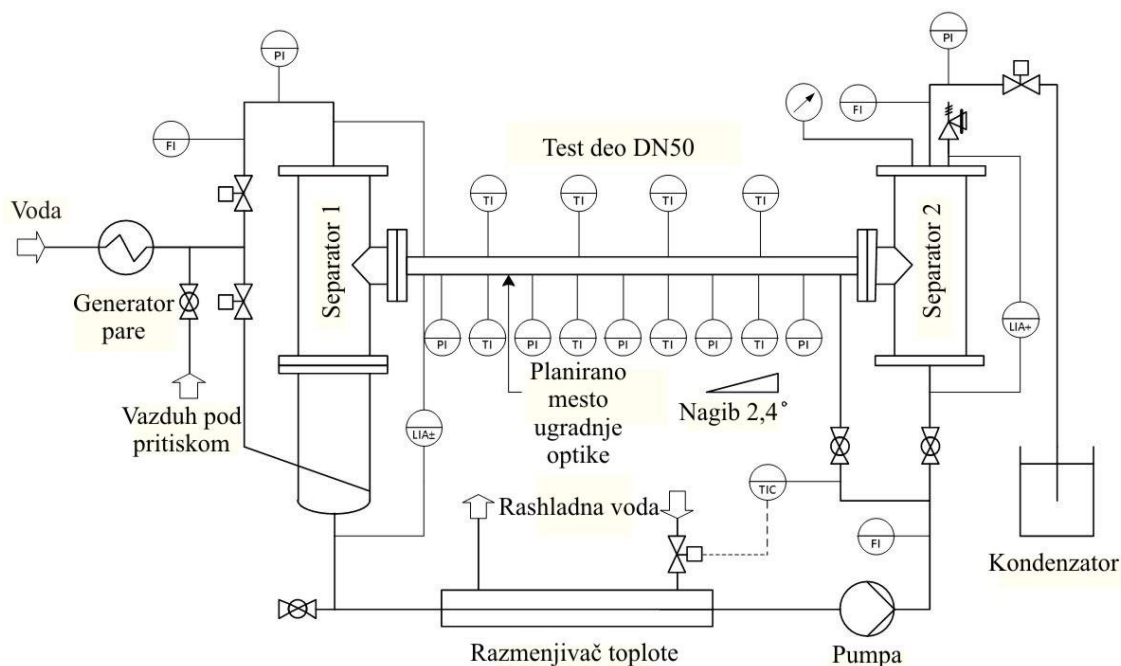 PI
PI
FI
FI
Test deo DN50
TI
TI
TI
TI
Voda
Separator 1
Separator 2
Generator
pare
PI
TI
PI
TI
PI
TI
PI
TI
PI
LIA+
Planirano
mesto
ugradnje
optike
Nagib 2,4°
Vazduh pod
pritiskom
LIA±
TIC
Rashladna voda
FI
Kondenzator
Razmenjivač toplote
Pumpa